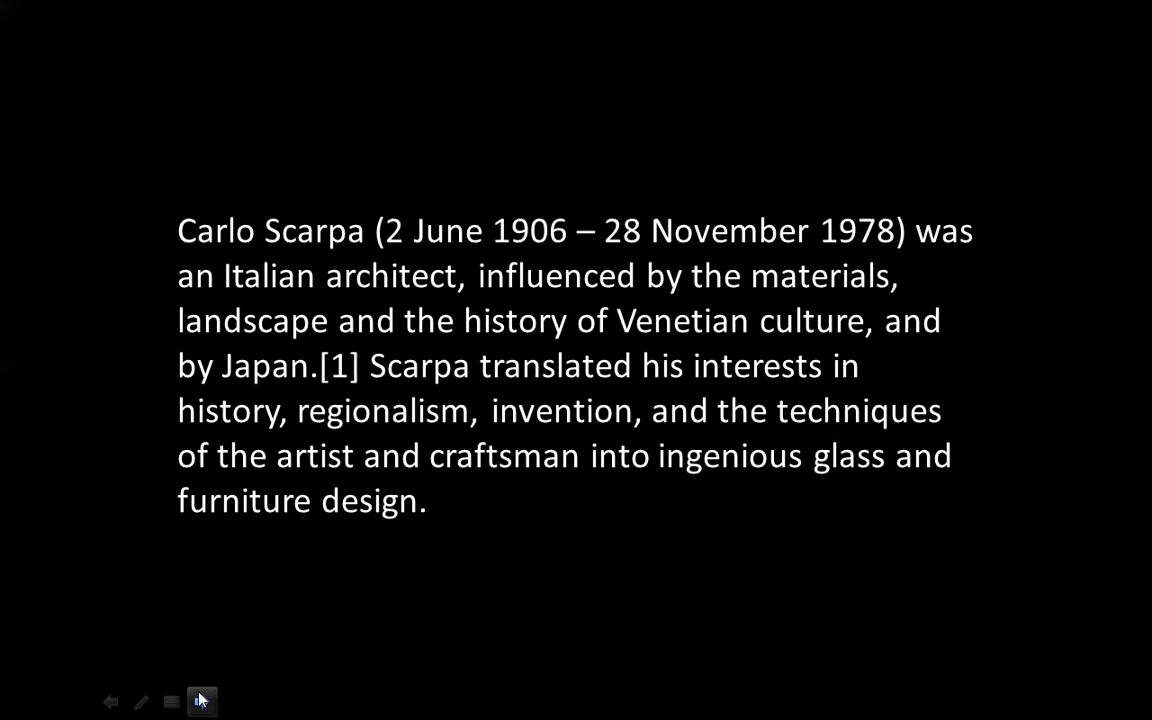 Carlo Scarpa (2 June 1906 – 28 November 1978) was
an Italian architect, influenced by the materials,
landscape and the history of Venetian culture, and
by Japan.[1] Scarpa translated his interests in
history, regionalism, invention, and the techniques
of the artist and craftsman into ingenious glass and
furniture design.